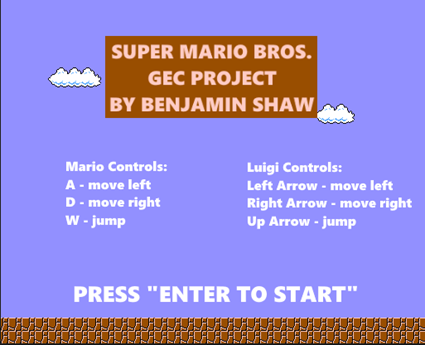 SUPER MARIO BROS.
GEC PROJECT
BY BENJAMIN SHAW
Mario Controls:
A - move left
D - move right
W - jump
Luigi Controls:
Left Arrow - move left
Right Arrow - move right
Up Arrow - jump
PRESS "ENTER TO START"